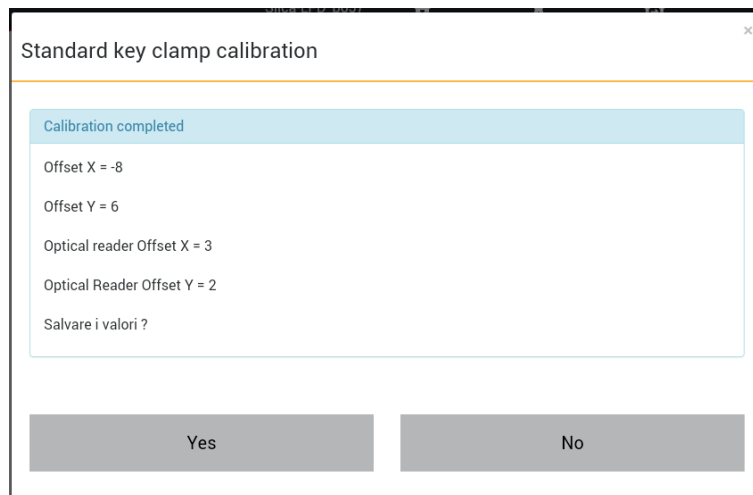 ×
Standard key clamp calibration
Calibration completed
Offset X = -8
Offset Y = 6
Optical reader Offset X = 3
Optical Reader Offset Y = 2
Salvare i valori ?
Yes No